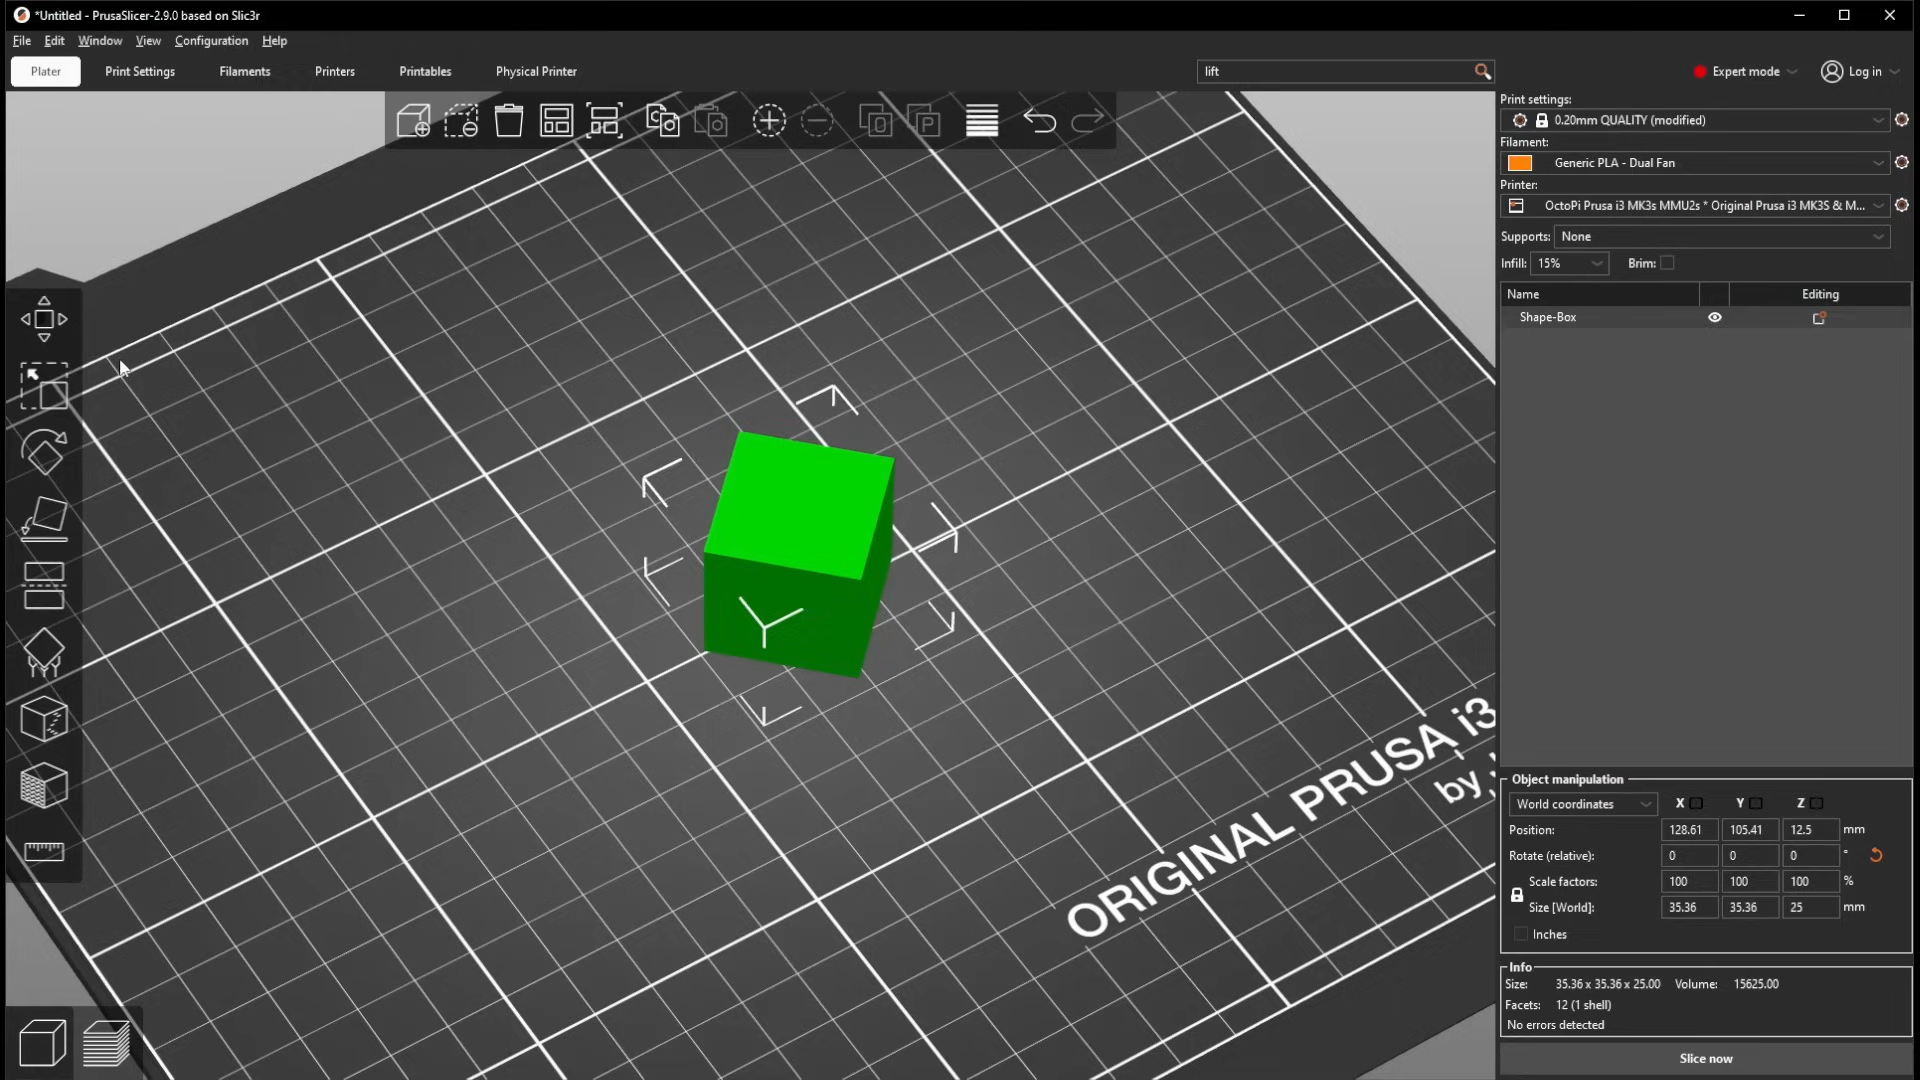 *Untitled - PrusaSlicer-2.9.0 based on Slic3r
File Edit Window View Configuration Help
Plater Print Settings Filaments Printers Printables Physical Printer lift Expert mode Log in
Print settings:
0.20mm QUALITY (modified)
Filament:
Generic PLA - Dual Fan
Printer:
OctoPi Prusa i3 MK3s MMU2s * Original Prusa i3 MK3S & M...
Supports: None
Infill: 15% Brim:
Name Editing
Shape-Box
ORIGINAL PRUSA i3
by
Object manipulation
World coordinates X Y Z
Position: 128.61 105.41 12.5 mm
Rotate (relative): 0 0 0 °
Scale factors: 100 100 100 %
Size [World]: 35.36 35.36 25 mm
Inches
Info
Size: 35.36 x 35.36 x 25.00 Volume: 15625.00
Facets: 12 (1 shell)
No errors detected
Slice now